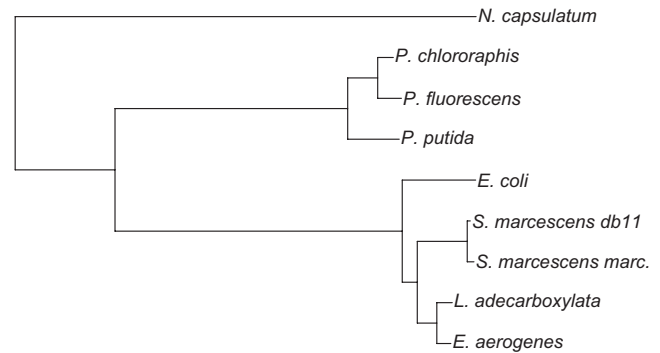 N. capsulatum
P. chlororaphis
P. fluorescens
P. putida
E. coli
S. marcescens db11
S. marcescens marc.
L. adecarboxylata
E. aerogenes